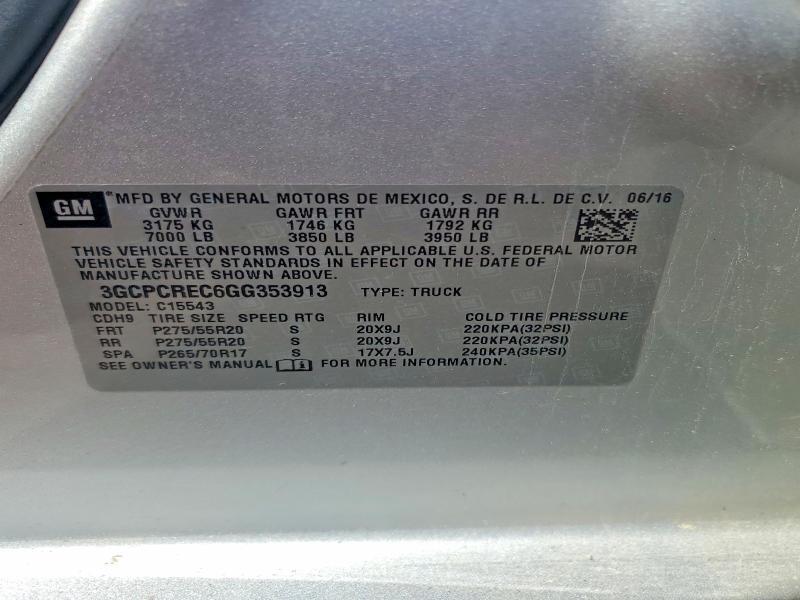 GM MFD BY GENERAL MOTORS DE MEXICO, S. DE R.L. DE C.V. 06/16
GVWR GAWR FRT GAWR RR
3175 KG 1746 KG 1792 KG
7000 LB 3850 LB 3950 LB
THIS VEHICLE CONFORMS TO ALL APPLICABLE U.S. FEDERAL MOTOR
VEHICLE SAFETY STANDARDS IN EFFECT ON THE DATE OF
MANUFACTURE SHOWN ABOVE.
3GCPCREC6GG353913 TYPE: TRUCK
MODEL: C15543
CDH9 TIRE SIZE SPEED RTG RIM COLD TIRE PRESSURE
FRT P275/55R20 S 20X9J 220KPA(32PSI)
RR P275/55R20 S 20X9J 220KPA(32PSI)
SPA P265/70R17 S 17X7.5J 240KPA(35PSI)
SEE OWNER'S MANUAL FOR MORE INFORMATION.